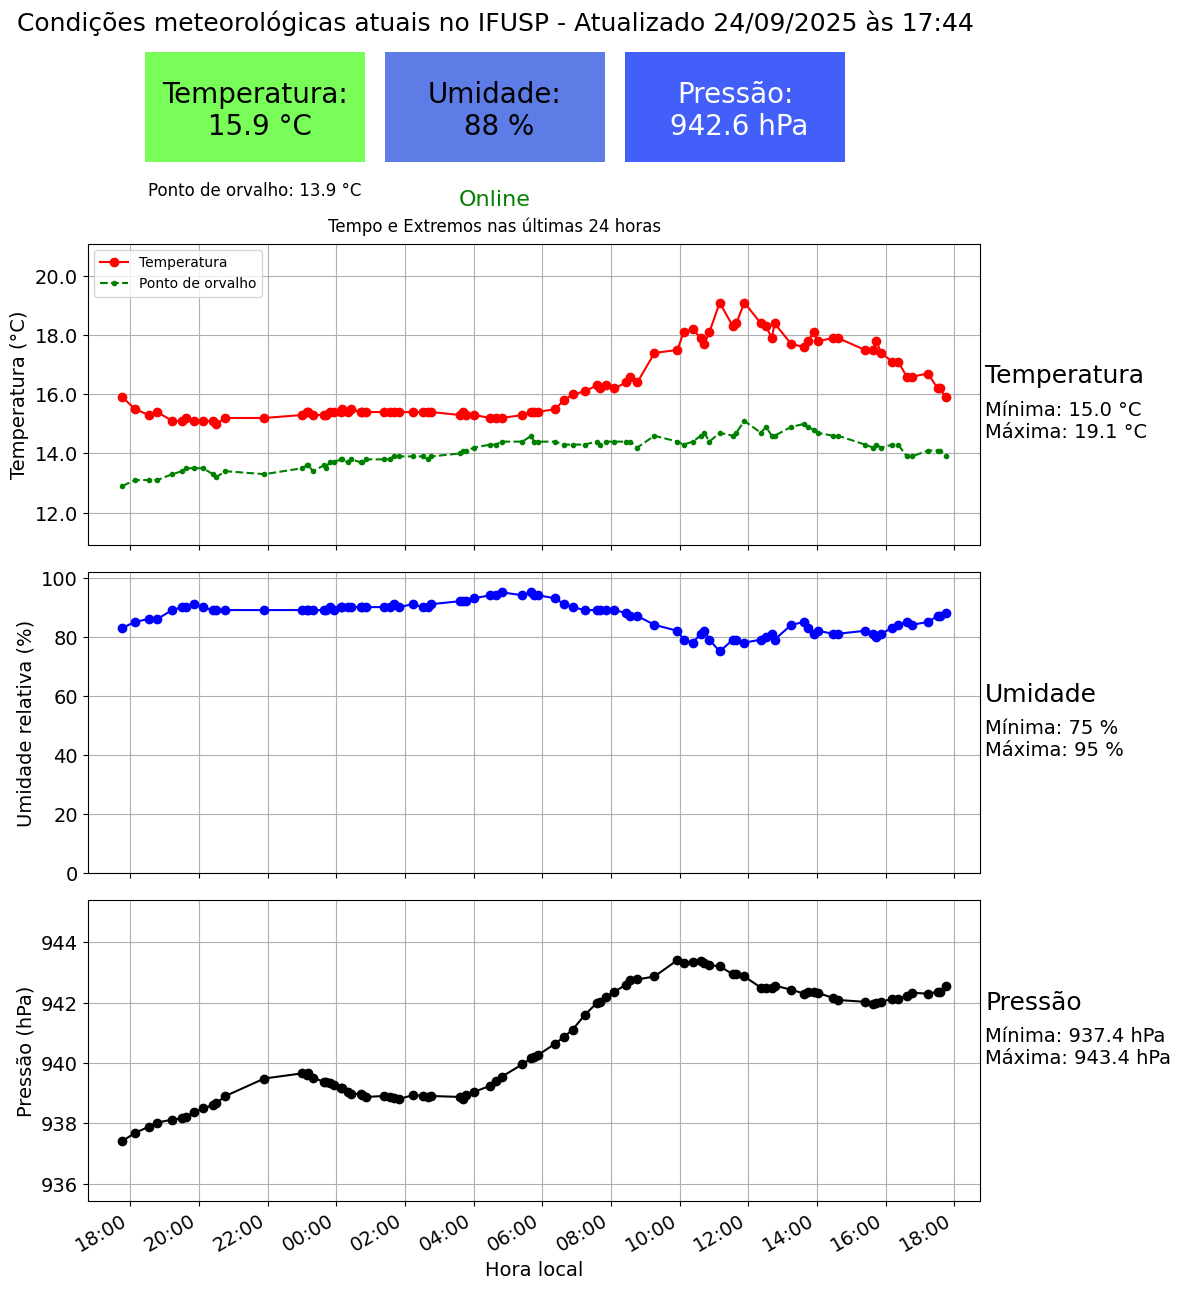 Condições meteorológicas atuais no IFUSP - Atualizado 24/09/2025 às 17:44
Temperatura:
15.9 °C
Umidade:
88 %
Pressão:
942.6 hPa
Ponto de orvalho: 13.9 °C
Online
Tempo e Extremos nas últimas 24 horas
Temperatura
Ponto de orvalho
Temperatura (°C)
20.0
18.0
16.0
14.0
12.0
Temperatura
Mínima: 15.0 °C
Máxima: 19.1 °C
Umidade relativa (%)
100
80
60
40
20
0
Umidade
Mínima: 75 %
Máxima: 95 %
Pressão (hPa)
944
942
940
938
936
Pressão
Mínima: 937.4 hPa
Máxima: 943.4 hPa
18:00
20:00
22:00
00:00
02:00
04:00
06:00
08:00
10:00
12:00
14:00
16:00
18:00
Hora local